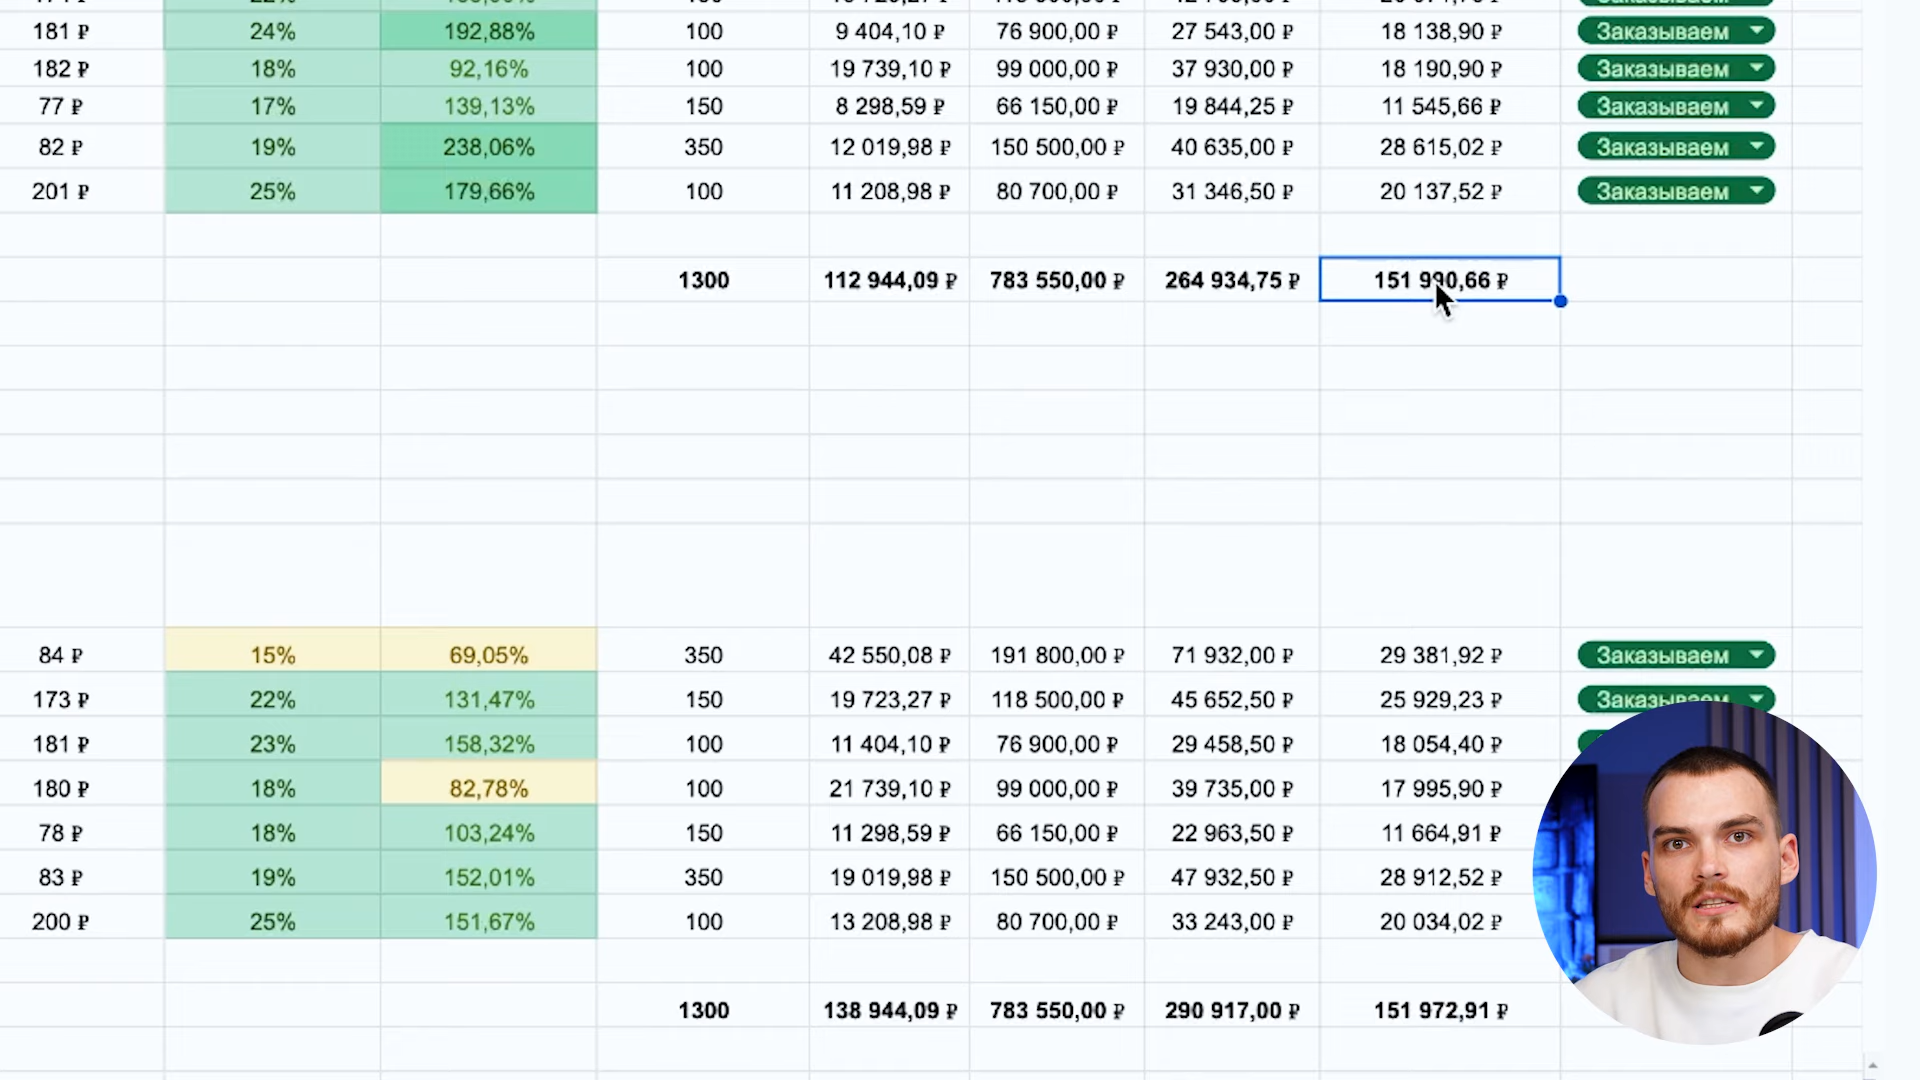 181 ₽ 24% 192,88% 100 9 404,10 ₽ 76 900,00 ₽ 27 543,00 ₽ 18 138,90 ₽ Заказываем
182 ₽ 18% 92,16% 100 19 739,10 ₽ 99 000,00 ₽ 37 930,00 ₽ 18 190,90 ₽ Заказываем
77 ₽ 17% 139,13% 150 8 298,59 ₽ 66 150,00 ₽ 19 844,25 ₽ 11 545,66 ₽ Заказываем
82 ₽ 19% 238,06% 350 12 019,98 ₽ 150 500,00 ₽ 40 635,00 ₽ 28 615,02 ₽ Заказываем
201 ₽ 25% 179,66% 100 11 208,98 ₽ 80 700,00 ₽ 31 346,50 ₽ 20 137,52 ₽ Заказываем
1300 112 944,09 ₽ 783 550,00 ₽ 264 934,75 ₽ 151 990,66 ₽
84 ₽ 15% 69,05% 350 42 550,08 ₽ 191 800,00 ₽ 71 932,00 ₽ 29 381,92 ₽ Заказываем
173 ₽ 22% 131,47% 150 19 723,27 ₽ 118 500,00 ₽ 45 652,50 ₽ 25 929,23 ₽ Заказываем
181 ₽ 23% 158,32% 100 11 404,10 ₽ 76 900,00 ₽ 29 458,50 ₽ 18 054,40 ₽
180 ₽ 18% 82,78% 100 21 739,10 ₽ 99 000,00 ₽ 39 735,00 ₽ 17 995,90 ₽
78 ₽ 18% 103,24% 150 11 298,59 ₽ 66 150,00 ₽ 22 963,50 ₽ 11 664,91 ₽
83 ₽ 19% 152,01% 350 19 019,98 ₽ 150 500,00 ₽ 47 932,50 ₽ 28 912,52 ₽
200 ₽ 25% 151,67% 100 13 208,98 ₽ 80 700,00 ₽ 33 243,00 ₽ 20 034,02 ₽
1300 138 944,09 ₽ 783 550,00 ₽ 290 917,00 ₽ 151 972,91 ₽